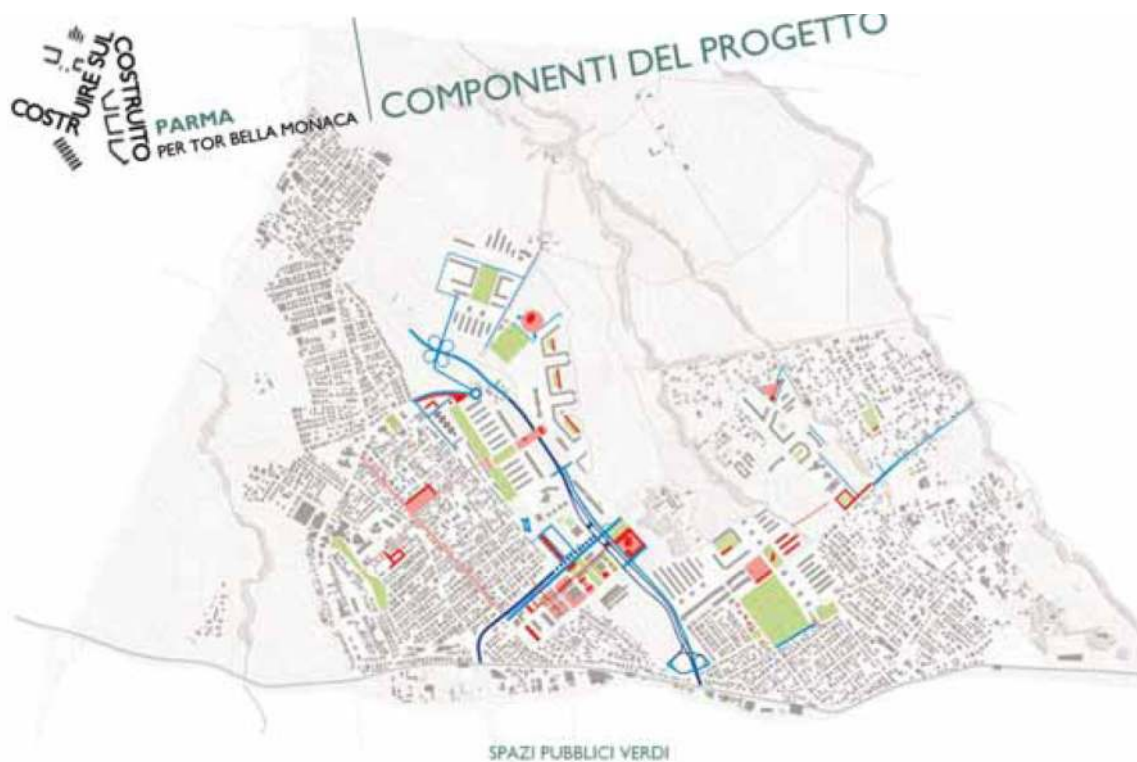 COSTRUIRE SUL
COSTRUITO
PARMA
PER TOR BELLA MONACA
COMPONENTI DEL PROGETTO
SPAZI PUBBLICI VERDI